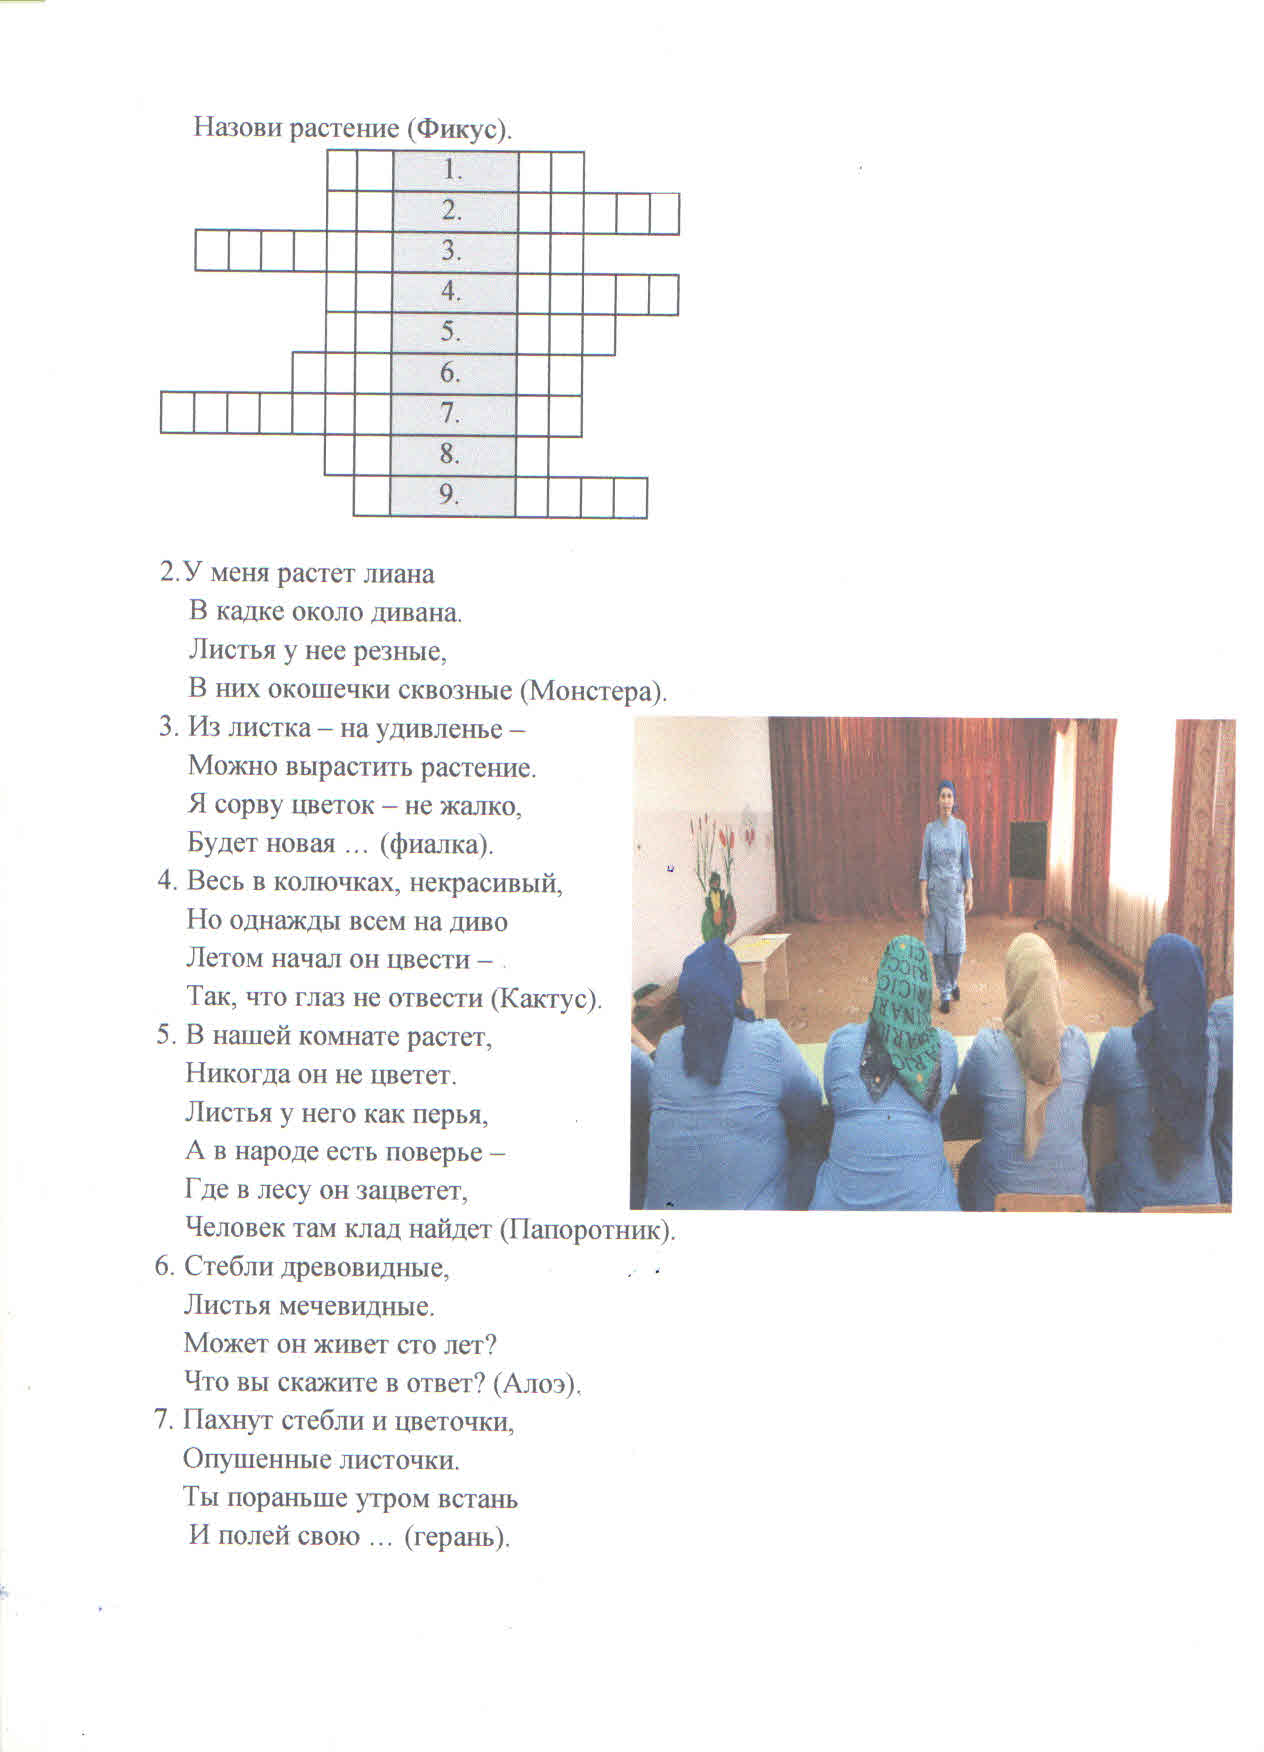 Назови растение (Фикус).
1.
2.
3.
4.
5.
6.
7.
8.
9.
2.У меня растет лиана
В кадке около дивана.
Листья у нее резные,
В них окошечки сквозные (Монстера).
3. Из листка – на удивленье –
Можно вырастить растение.
Я сорву цветок – не жалко,
Будет новая … (фиалка).
4. Весь в колючках, некрасивый,
Но однажды всем на диво
Летом начал он цвести –
Так, что глаз не отвести (Кактус).
5. В нашей комнате растет,
Никогда он не цветет.
Листья у него как перья,
А в народе есть поверье –
Где в лесу он зацветет,
Человек там клад найдет (Папоротник).
6. Стебли древовидные,
Листья мечевидные.
Может он живет сто лет?
Что вы скажите в ответ? (Алоэ).
7. Пахнут стебли и цветочки,
Опушенные листочки.
Ты пораньше утром встань
И полей свою … (герань).